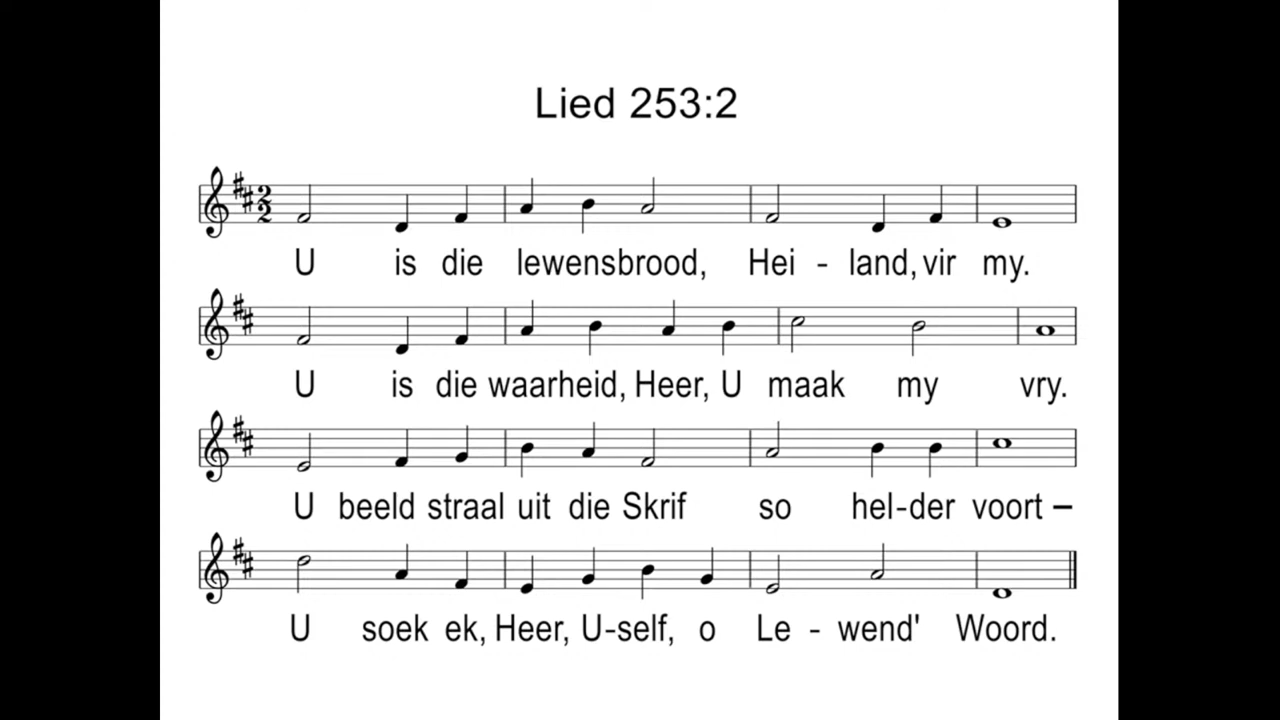 Lied 253:2
U is die lewensbrood, Hei - land, vir my.
U is die waarheid, Heer, U maak my vry.
U beeld straal uit die Skrif so hel-der voort –
U soek ek, Heer, U-self, o Le - wend' Woord.